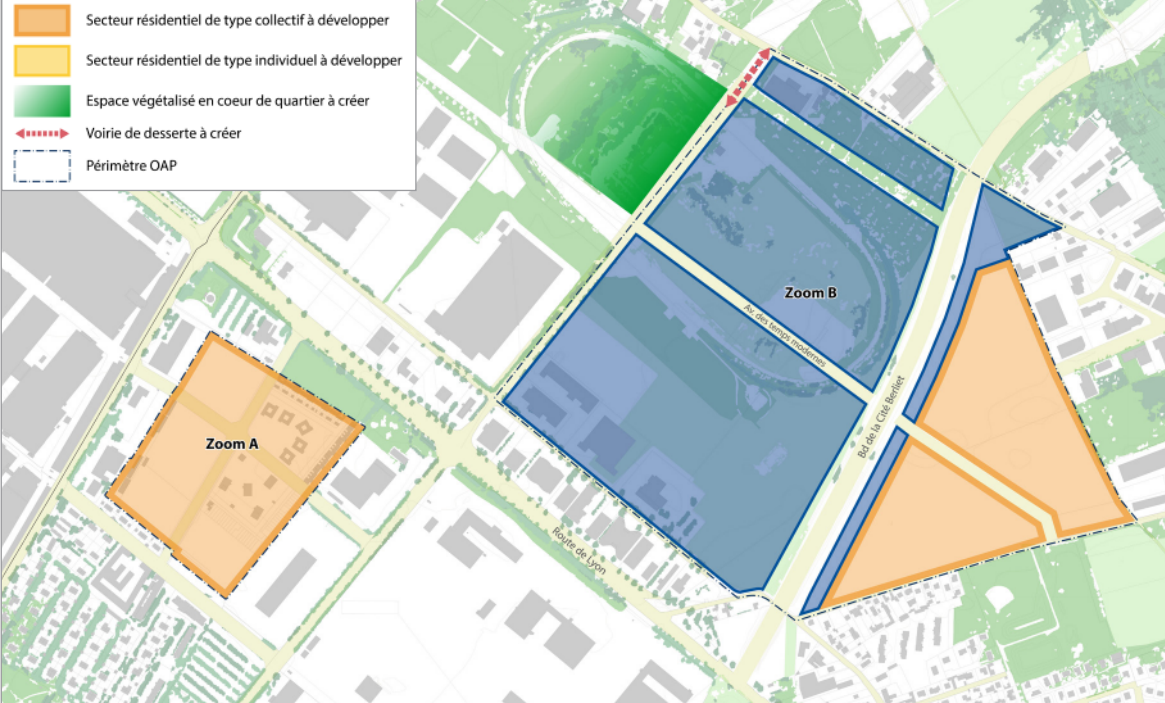 Secteur résidentiel de type collectif à développer
Secteur résidentiel de type individuel à développer
Espace végétalisé en coeur de quartier à créer
Voirie de desserte à créer
Périmètre OAP
Zoom B
Av. des temps modernes
Bd de la Cité Berliet
Zoom A
Route de Lyon